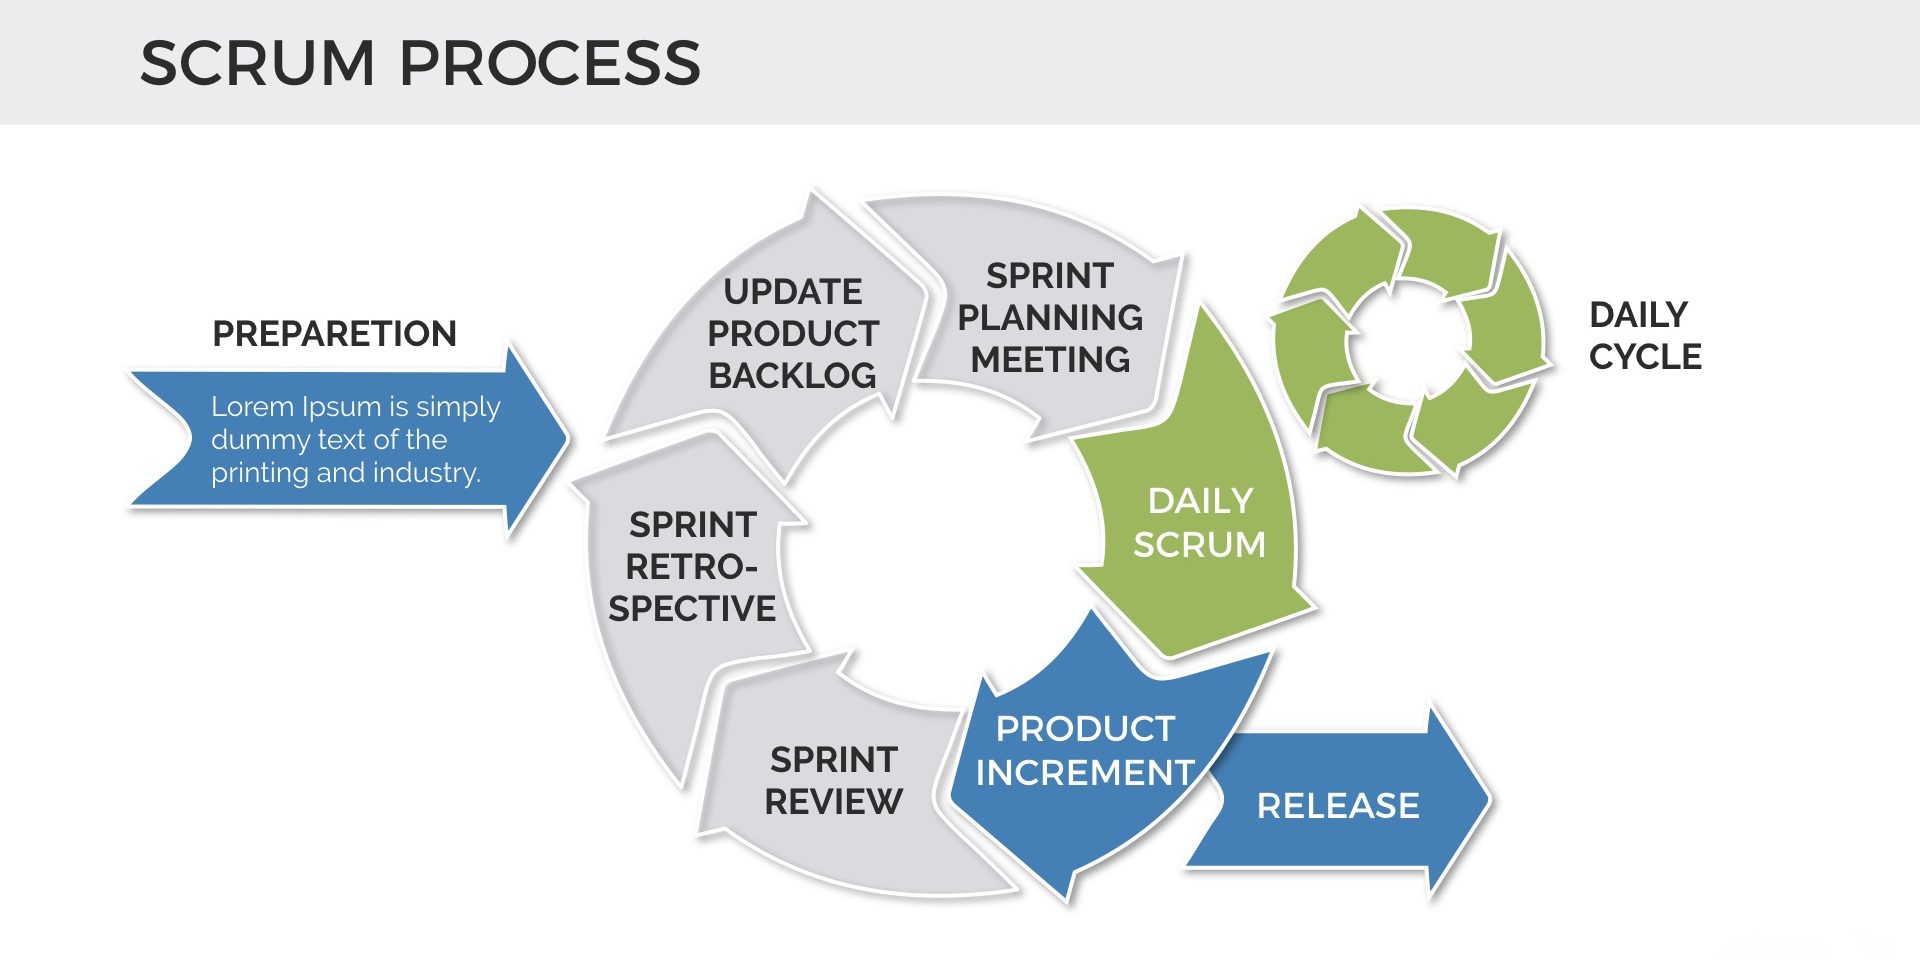 SCRUM PROCESS
PREPARETION
Lorem Ipsum is simply
dummy text of the
printing and industry.
UPDATE
PRODUCT
BACKLOG
SPRINT
PLANNING
MEETING
DAILY
SCRUM
DAILY
CYCLE
PRODUCT
INCREMENT
RELEASE
SPRINT
REVIEW
SPRINT
RETRO-
SPECTIVE